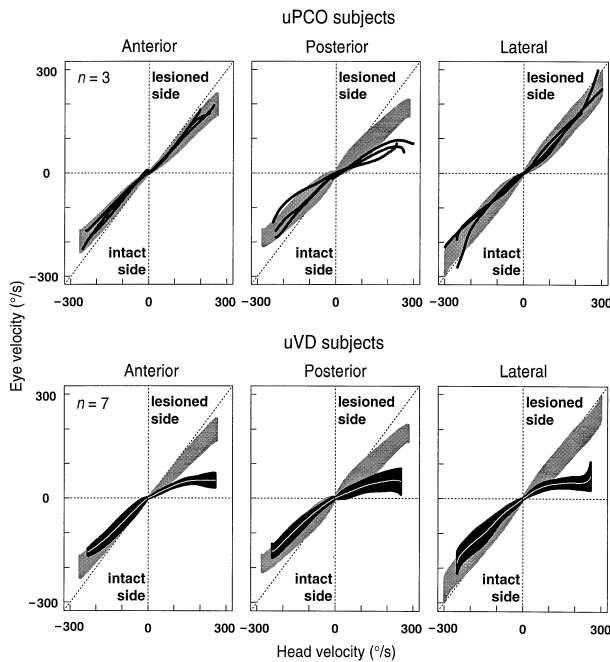 uPCO subjects
Anterior
Posterior
Lateral
300
0
−300
n = 3
lesioned
side
intact
side
lesioned
side
intact
side
lesioned
side
intact
side
−300
0
300
−300
0
300
−300
0
300
Eye velocity (°/s)
uVD subjects
Anterior
Posterior
Lateral
300
0
−300
n = 7
lesioned
side
intact
side
lesioned
side
intact
side
lesioned
side
intact
side
−300
0
300
−300
0
300
−300
0
300
Head velocity (°/s)